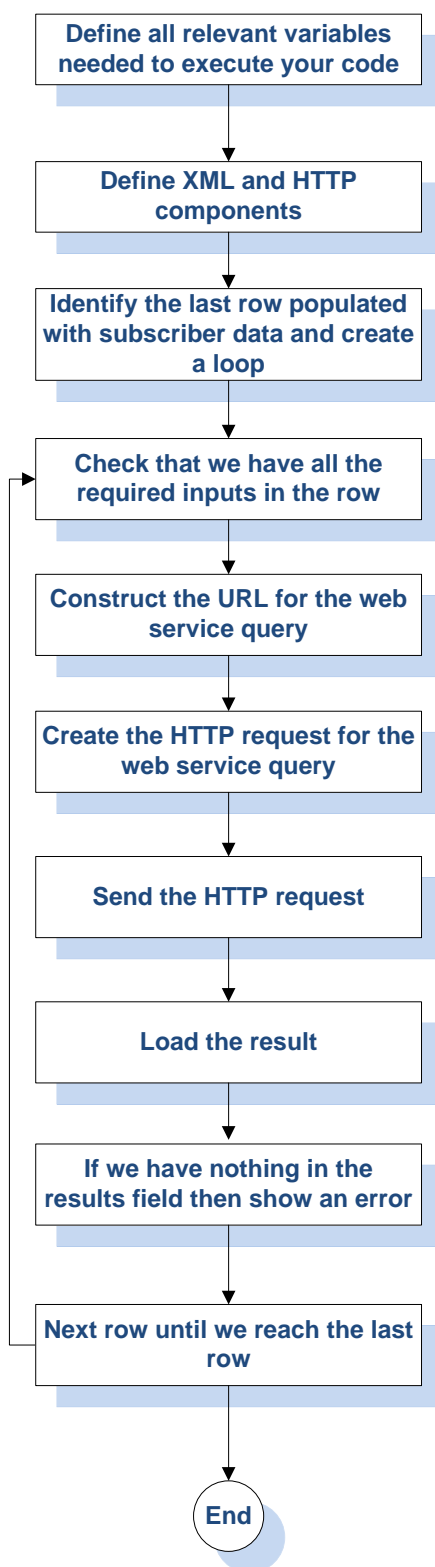 Define all relevant variables
needed to execute your code
Define XML and HTTP
components
Identify the last row populated
with subscriber data and create
a loop
Check that we have all the
required inputs in the row
Construct the URL for the web
service query
Create the HTTP request for the
web service query
Send the HTTP request
Load the result
If we have nothing in the
results field then show an error
Next row until we reach the last
row
End